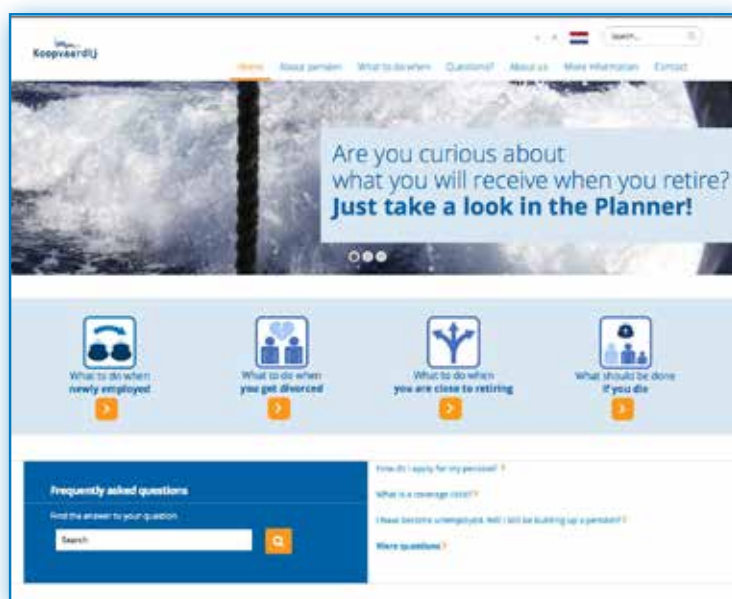 Koopvaardij
Search...
Home About pension What to do when Questions? About us More information Contact
Are you curious about
what you will receive when you retire?
Just take a look in the Planner!
What to do when
newly employed
What to do when
you get divorced
What to do when
you are close to retiring
What should be done
if you die
Frequently asked questions
Find the answer to your question
Search
How do I apply for my pension?
What is a coverage ratio?
I have become unemployed. Will I still be building up a pension?
More questions